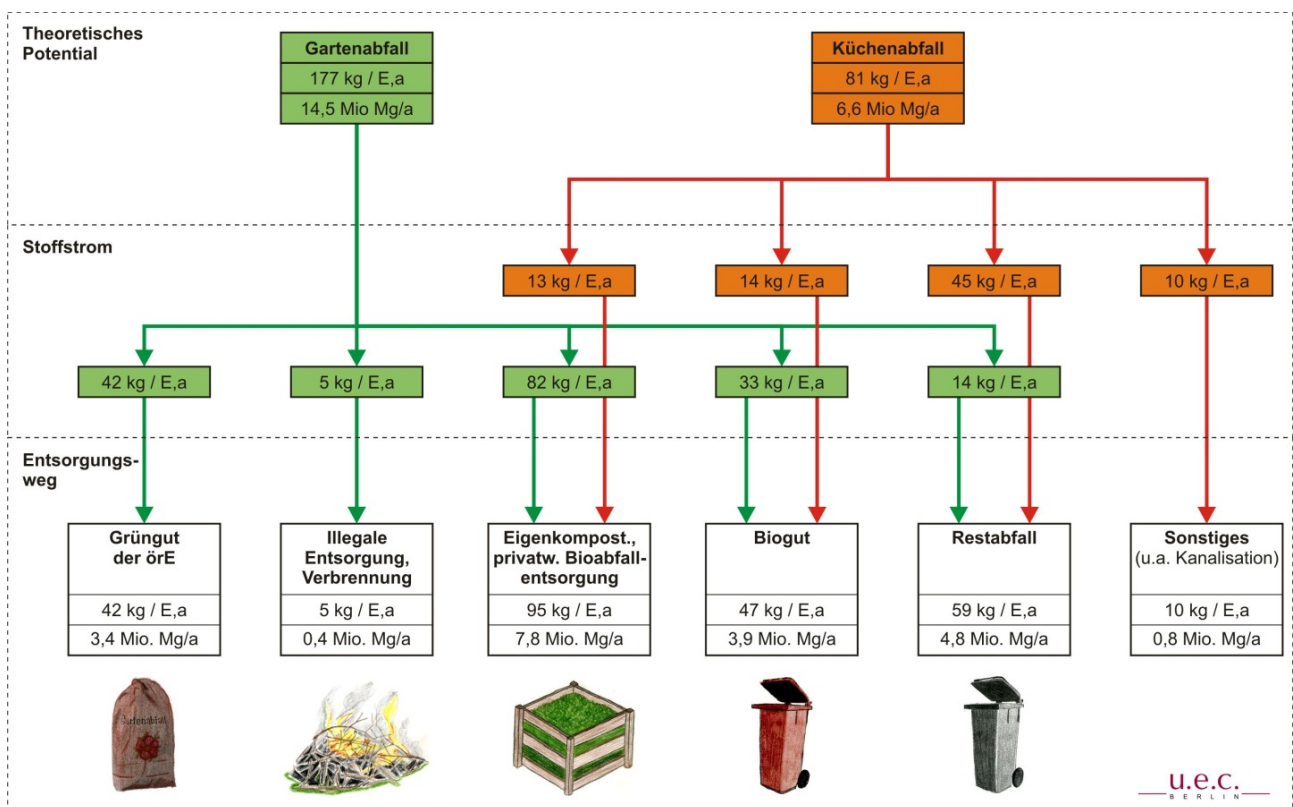 Theoretisches
Potential
Gartenabfall
177 kg / E,a
14,5 Mio Mg/a
Küchenabfall
81 kg / E,a
6,6 Mio Mg/a
Stoffstrom
13 kg / E,a
14 kg / E,a
45 kg / E,a
10 kg / E,a
42 kg / E,a
5 kg / E,a
82 kg / E,a
33 kg / E,a
14 kg / E,a
Entsorgungs-
weg
Grüngut
der örE
42 kg / E,a
3,4 Mio. Mg/a
Illegale
Entsorgung,
Verbrennung
5 kg / E,a
0,4 Mio. Mg/a
Eigenkompost.,
privatw. Bioabfall-
entsorgung
95 kg / E,a
7,8 Mio. Mg/a
Biogut
47 kg / E,a
3,9 Mio. Mg/a
Restabfall
59 kg / E,a
4,8 Mio. Mg/a
Sonstiges
(u.a. Kanalisation)
10 kg / E,a
0,8 Mio. Mg/a
Gartenabfall
u.e.c.
BERLIN